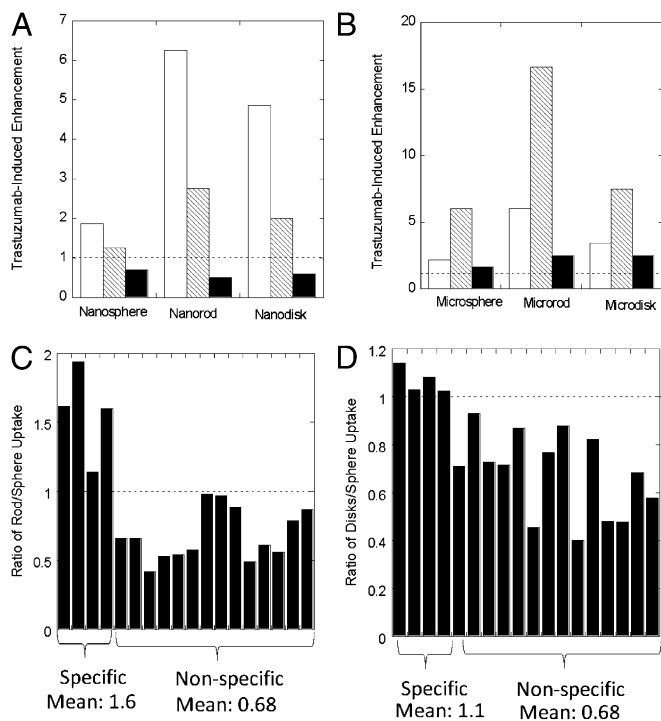 A
Trastuzumab-Induced Enhancement
7
6
5
4
3
2
1
0
Nanosphere Nanorod Nanodisk
B
Trastuzumab-Induced Enhancement
20
15
10
5
0
Microsphere Microrod Microdisk
C
Ratio of Rod/Sphere Uptake
2
1.5
1
0.5
0
Specific
Mean: 1.6
Non-specific
Mean: 0.68
D
Ratio of Disks/Sphere Uptake
1.2
1
0.8
0.6
0.4
0.2
0
Specific
Mean: 1.1
Non-specific
Mean: 0.68